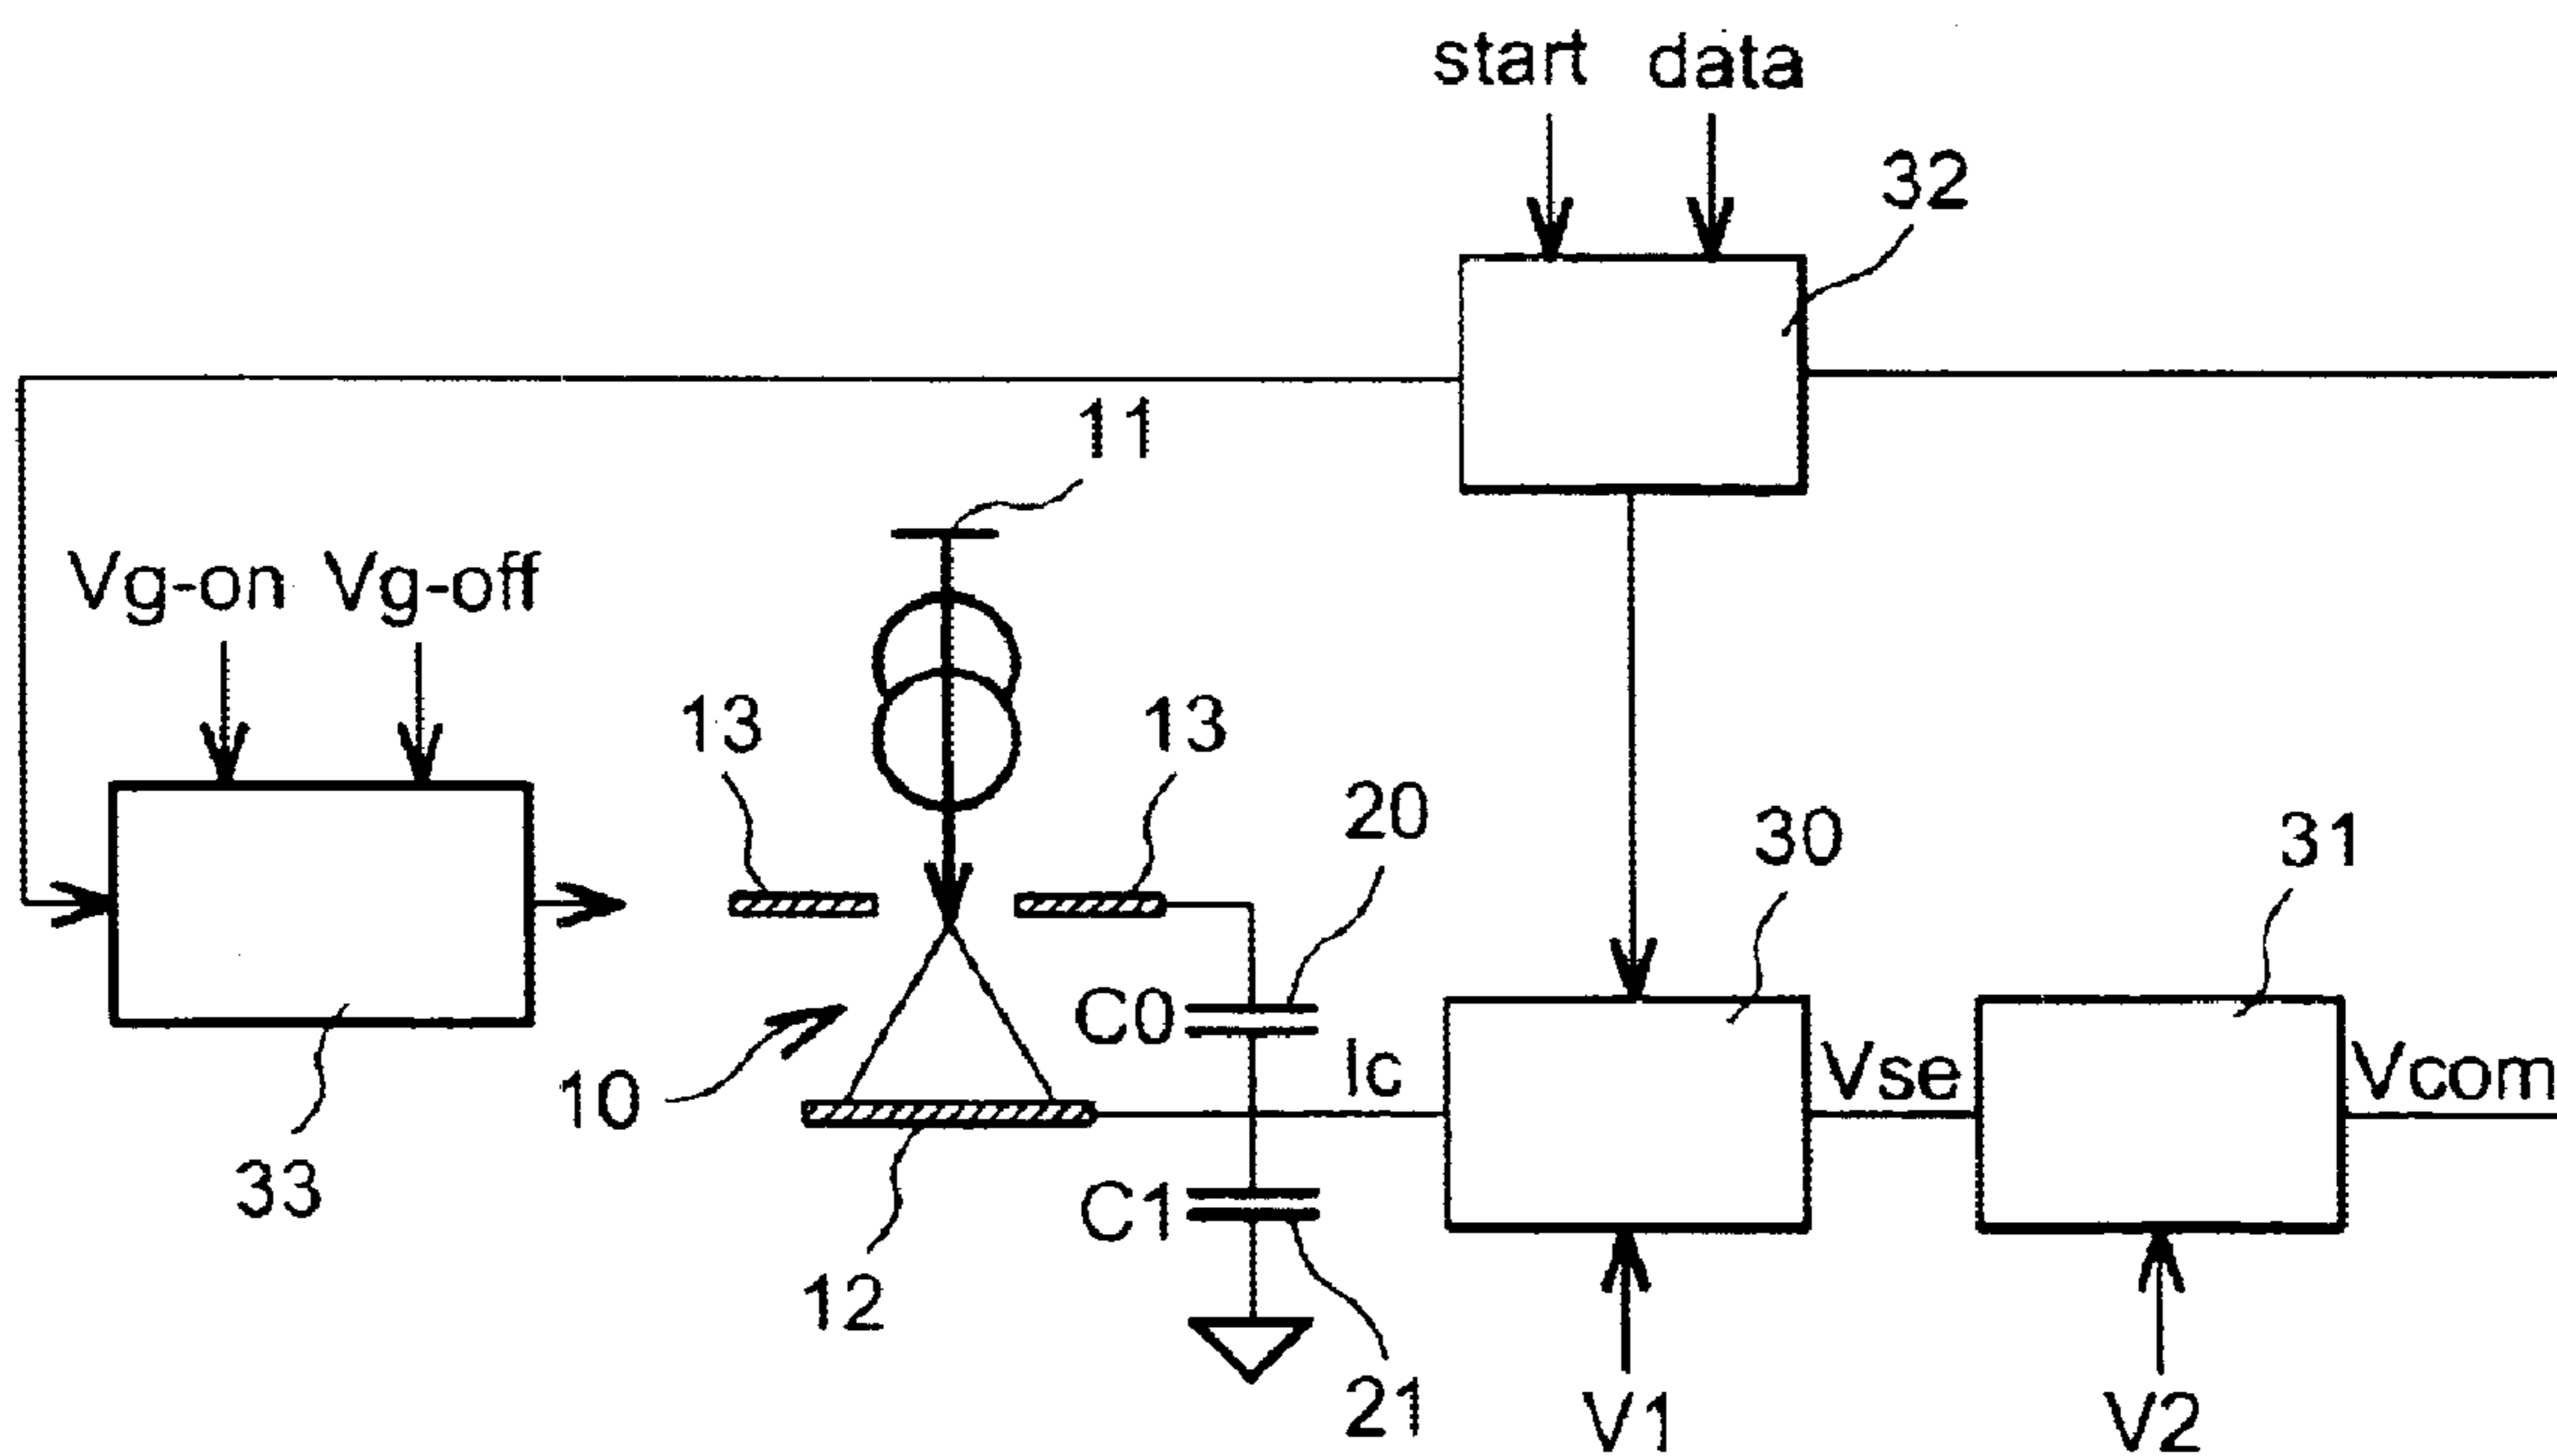 start data
32
11
Vg-on Vg-off
13 13
20 30 31
C0 Ic Vse Vcom
10
33 C1
12 21
V1 V2